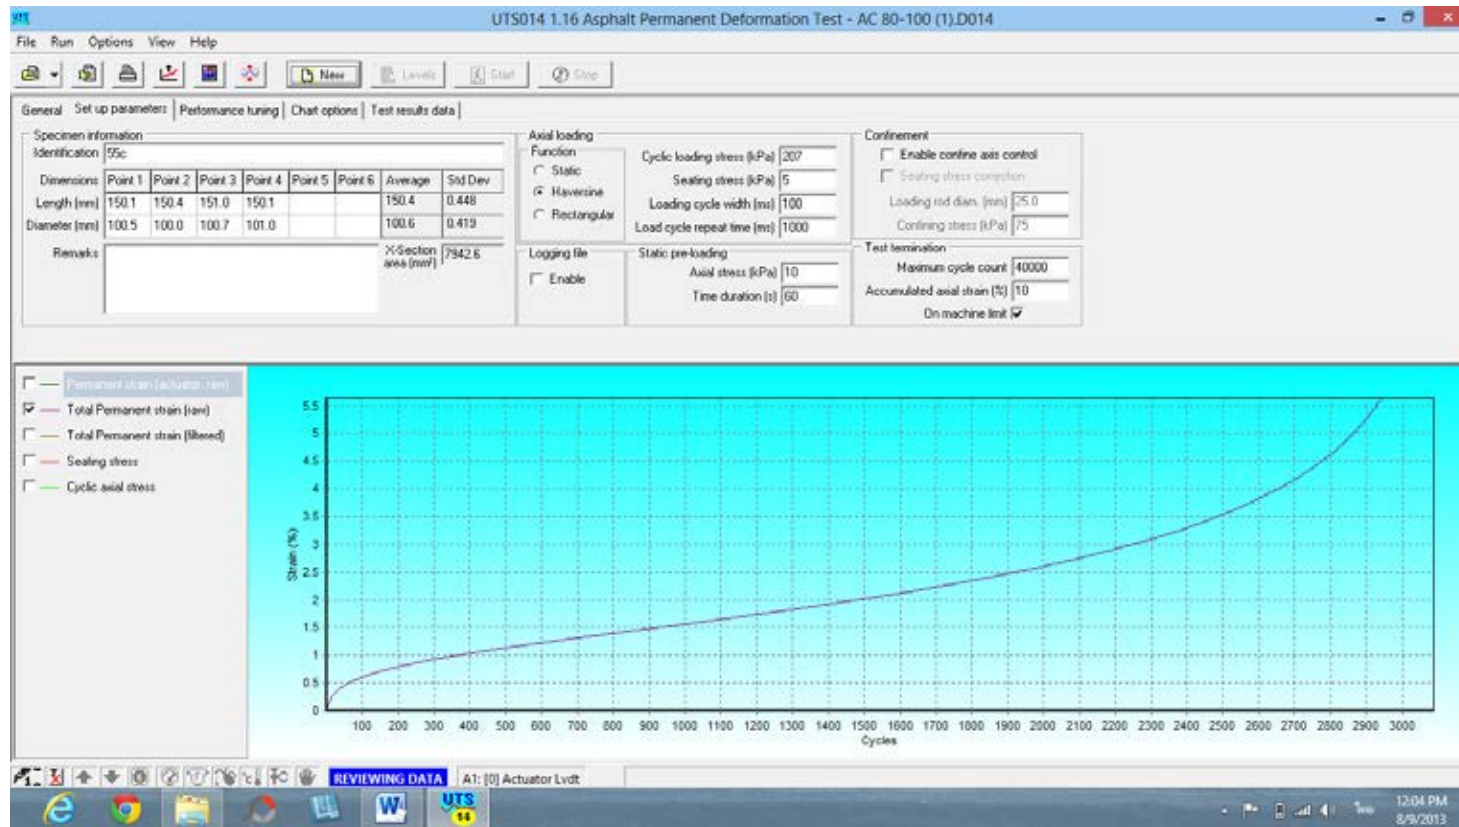 UTS014 1.16 Asphalt Permanent Deformation Test - AC 80-100 (1).D014
File Run Options View Help
New Levels Start Stop
General Set up parameters Performance tuning Chart options Test results data
Specimen information
Identification 55c
Dimensions Point 1 Point 2 Point 3 Point 4 Point 5 Point 6 Average Std Dev
Length (mm) 150.1 150.4 151.0 150.1 150.4 0.448
Diameter (mm) 100.5 100.0 100.7 101.0 100.6 0.419
Remarks
X-Section area (mm²) 7942.6
Axial loading
Function
Static
Haversine
Rectangular
Cyclic loading stress (kPa) 207
Seating stress (kPa) 5
Loading cycle width (ms) 100
Load cycle repeat time (ms) 1000
Logging file
Enable
Static pre-loading
Axial stress (kPa) 10
Time duration (s) 60
Confinement
Enable confine axis control
Seating stress correction
Loading rod diam. (mm) 25.0
Confining stress (kPa) 75
Test termination
Maximum cycle count 40000
Accumulated axial strain (%) 10
On machine limit
Permanent strain (actuator, raw)
Total Permanent strain (raw)
Total Permanent strain (filtered)
Seating stress
Cyclic axial stress
Strain (%)
5.5
5
4.5
4
3.5
3
2.5
2
1.5
1
0.5
0
100 200 300 400 500 600 700 800 900 1000 1100 1200 1300 1400 1500 1600 1700 1800 1900 2000 2100 2200 2300 2400 2500 2600 2700 2800 2900 3000
Cycles
REVIEWING DATA A1: [0] Actuator Lvdt
UTS
14
12:04 PM
8/9/2013